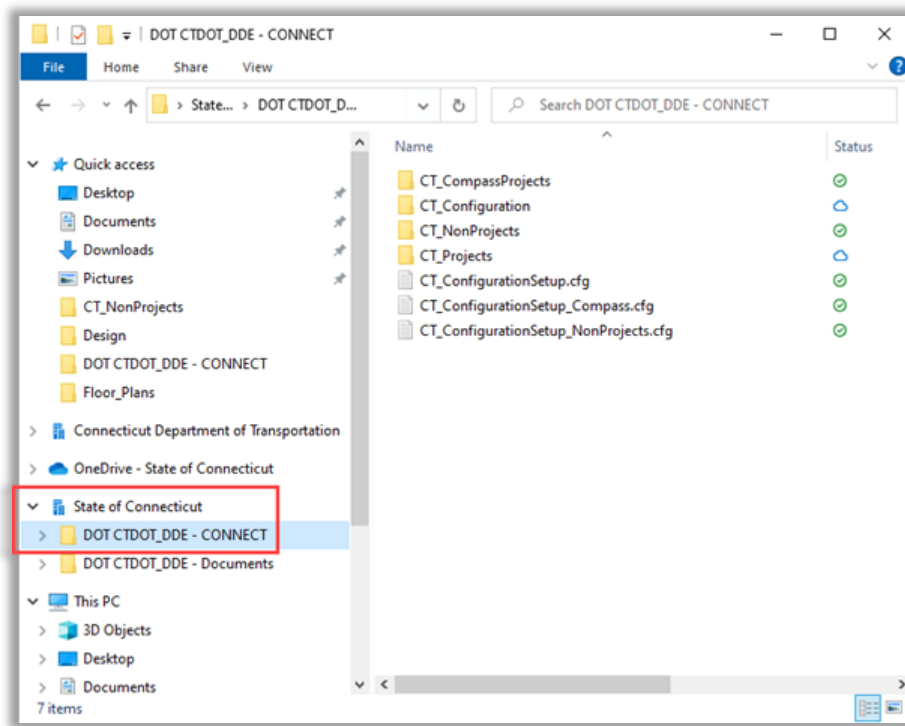 DOT CTDOT_DDE - CONNECT
File Home Share View
State... DOT CTDOT_D... Search DOT CTDOT_DDE - CONNECT
Name Status
Quick access
Desktop
Documents
Downloads
Pictures
CT_NonProjects
Design
DOT CTDOT_DDE - CONNECT
Floor_Plans
Connecticut Department of Transportation
OneDrive - State of Connecticut
State of Connecticut
DOT CTDOT_DDE - CONNECT
DOT CTDOT_DDE - Documents
This PC
3D Objects
Desktop
Documents
CT_CompassProjects
CT_Configuration
CT_NonProjects
CT_Projects
CT_ConfigurationSetup.cfg
CT_ConfigurationSetup_Compass.cfg
CT_ConfigurationSetup_NonProjects.cfg
7 items